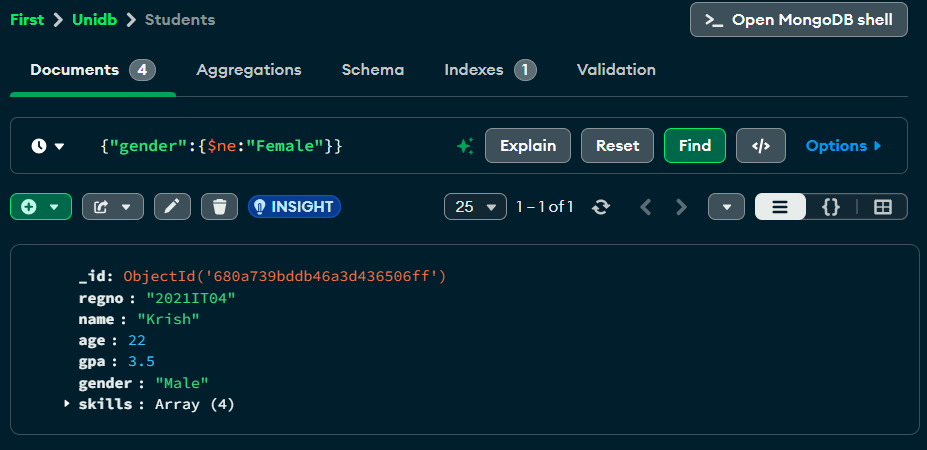 First > Unidb > Students
>_ Open MongoDB shell
Documents 4 Aggregations Schema Indexes 1 Validation
{"gender":{$ne:"Female"}} Explain Reset Find </> Options
INSIGHT 25 1–1 of 1 {}
_id: ObjectId('680a739bddb46a3d436506ff')
regno : "2021IT04"
name : "Krish"
age : 22
gpa : 3.5
gender : "Male"
skills : Array (4)